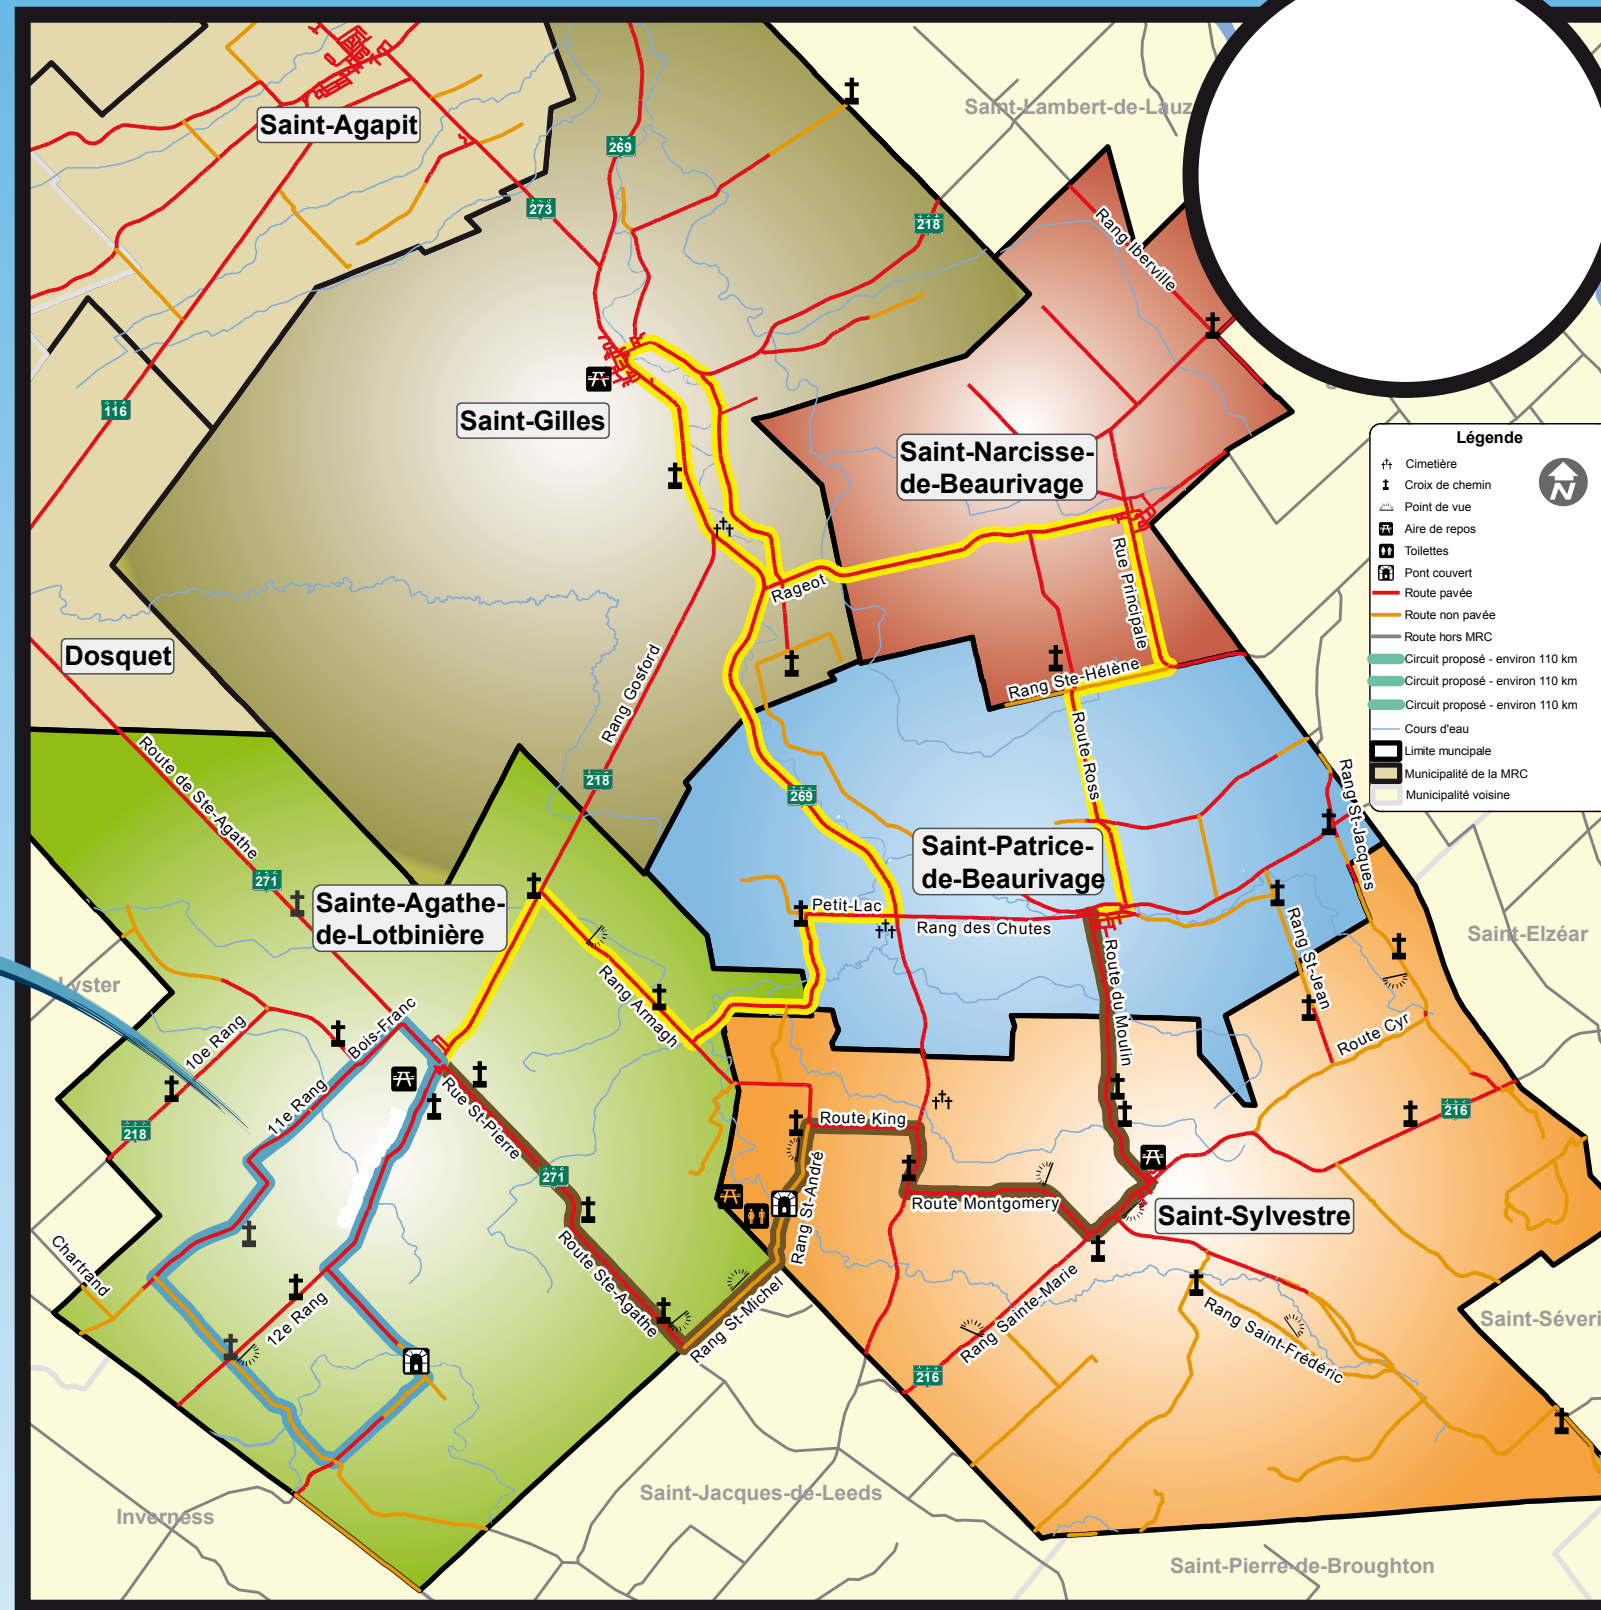 Saint-Lambert-de-Lauz
Saint-Agapit
269
273
218
Rang Iberville
116
Saint-Gilles
Saint-Narcisse-
de-Beaurivage
Légende
Cimetière
Croix de chemin
Point de vue
Aire de repos
Toilettes
Pont couvert
Route pavée
Route non pavée
Route hors MRC
Circuit proposé - environ 110 km
Circuit proposé - environ 110 km
Circuit proposé - environ 110 km
Cours d'eau
Limite muncipale
Municipalité de la MRC
Municipalité voisine
N
Rageot
Rue Principale
Dosquet
Rang Gosford
Rang Ste-Hélène
Route Ross
218
269
Route de Ste-Agathe
271
Rang St-Jacques
Saint-Patrice-
de-Beaurivage
Sainte-Agathe-
de-Lotbinière
Petit-Lac
Rang des Chutes
Rang St-Jean
Saint-Elzéar
Lyster
Rang Armagh
Route du Moulin
Route Cyr
10e Rang
Bois-Franc
11e Rang
Rue St-Pierre
218
216
Route King
271
Rang St-André
Route Montgomery
Saint-Sylvestre
Chartrand
Route Ste-Agathe
12e Rang
Rang St-Michel
Rang Sainte-Marie
Rang Saint-Frédéric
Saint-Séveri
216
Saint-Jacques-de-Leeds
Inverness
Saint-Pierre-de-Broughton